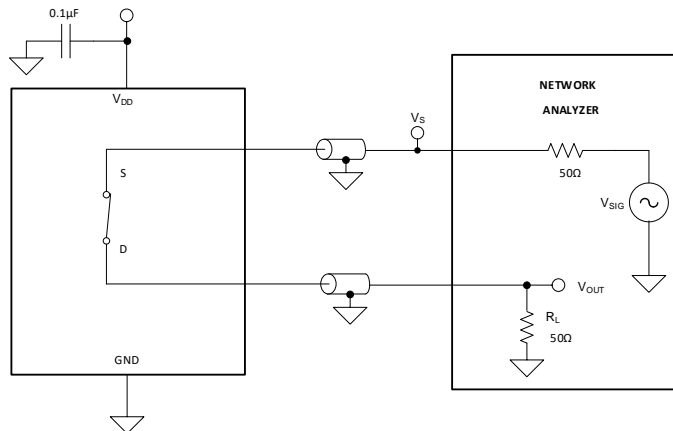 0.1µF
V_DD
NETWORK
ANALYZER
V_S
S
50Ω
V_SIG
D
V_OUT
R_L
50Ω
GND